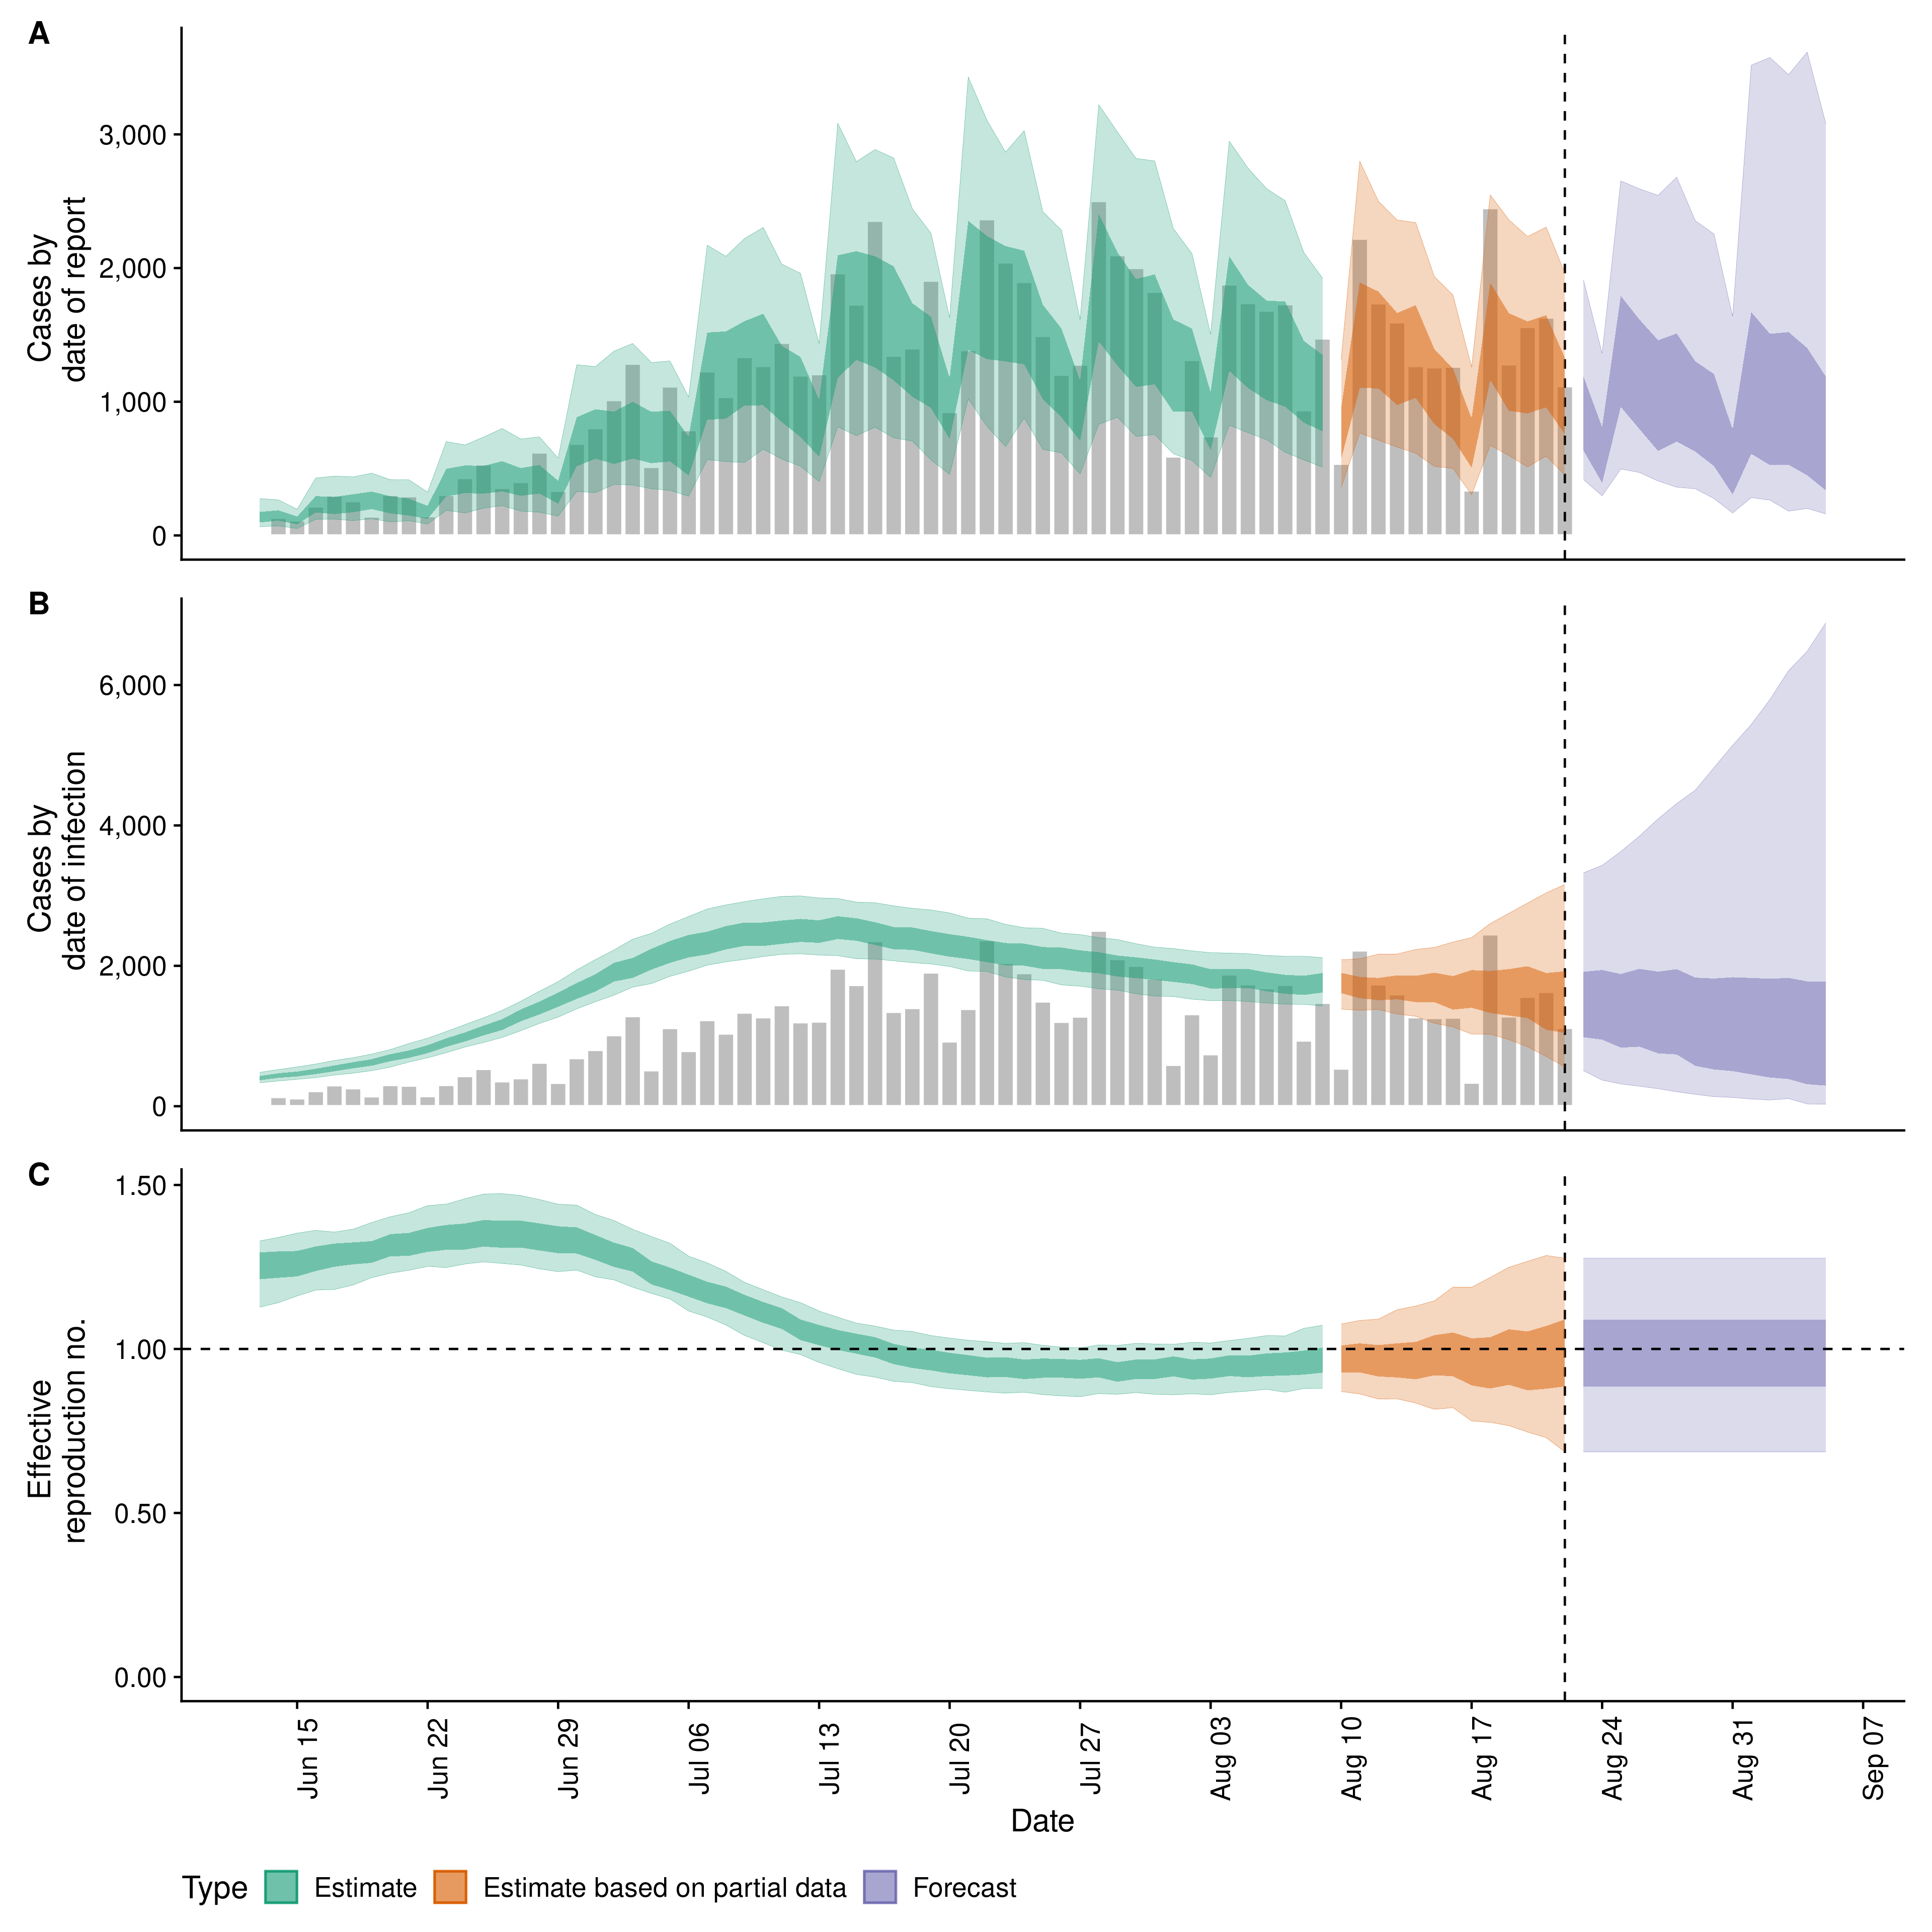 A
Cases by
date of report
3,000
2,000
1,000
0
B
Cases by
date of infection
6,000
4,000
2,000
0
C
Effective
reproduction no.
1.50
1.00
0.50
0.00
Jun 15
Jun 22
Jun 29
Jul 06
Jul 13
Jul 20
Jul 27
Aug 03
Aug 10
Aug 17
Aug 24
Aug 31
Sep 07
Date
Type Estimate Estimate based on partial data Forecast